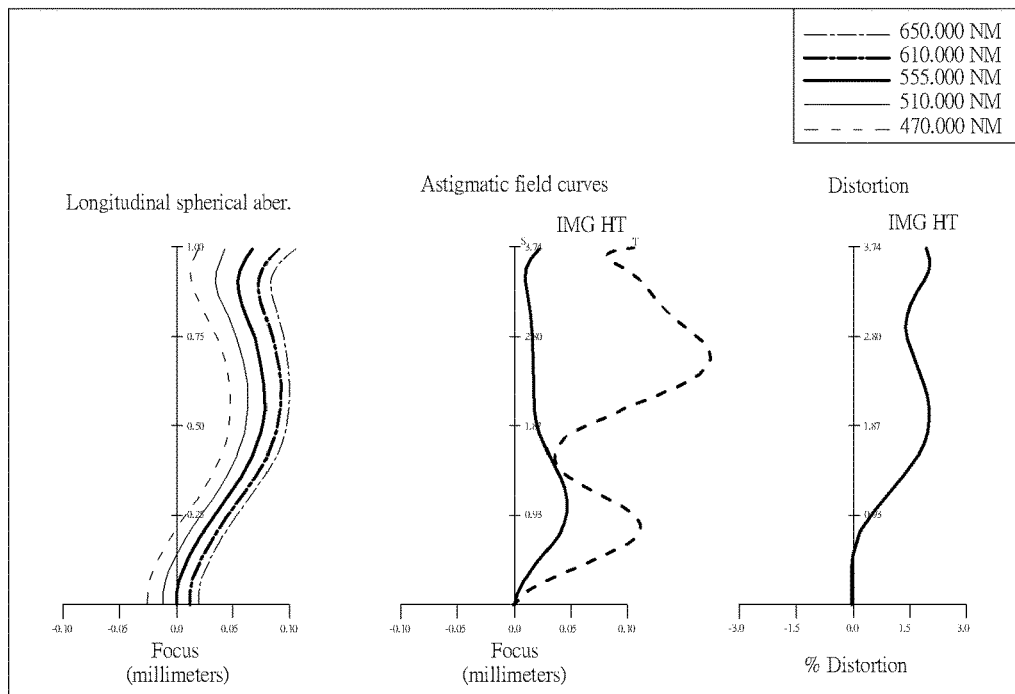 650.000 NM
610.000 NM
555.000 NM
510.000 NM
470.000 NM
Longitudinal spherical aber.
1.00
0.75
0.50
0.25
-0.10 -0.05 0.0 0.05 0.10
Focus
(millimeters)
Astigmatic field curves
IMG HT
S T
3.74
2.80
1.87
0.93
-0.10 -0.05 0.0 0.05 0.10
Focus
(millimeters)
Distortion
IMG HT
3.74
2.80
1.87
0.93
-3.0 -1.5 0.0 1.5 3.0
% Distortion